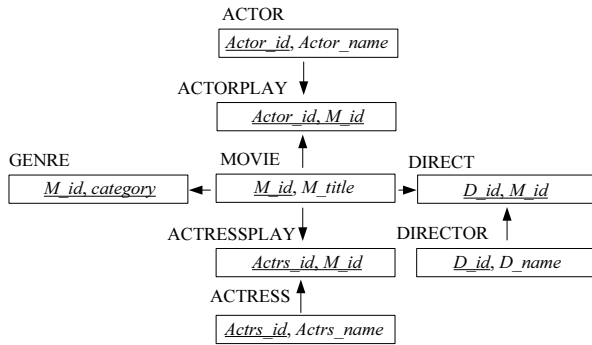 ACTOR
Actor_id, Actor_name
ACTORPLAY
Actor_id, M_id
GENRE
MOVIE
DIRECT
M_id, category
M_id, M_title
D_id, M_id
ACTRESSPLAY
DIRECTOR
Actrs_id, M_id
D_id, D_name
ACTRESS
Actrs_id, Actrs_name